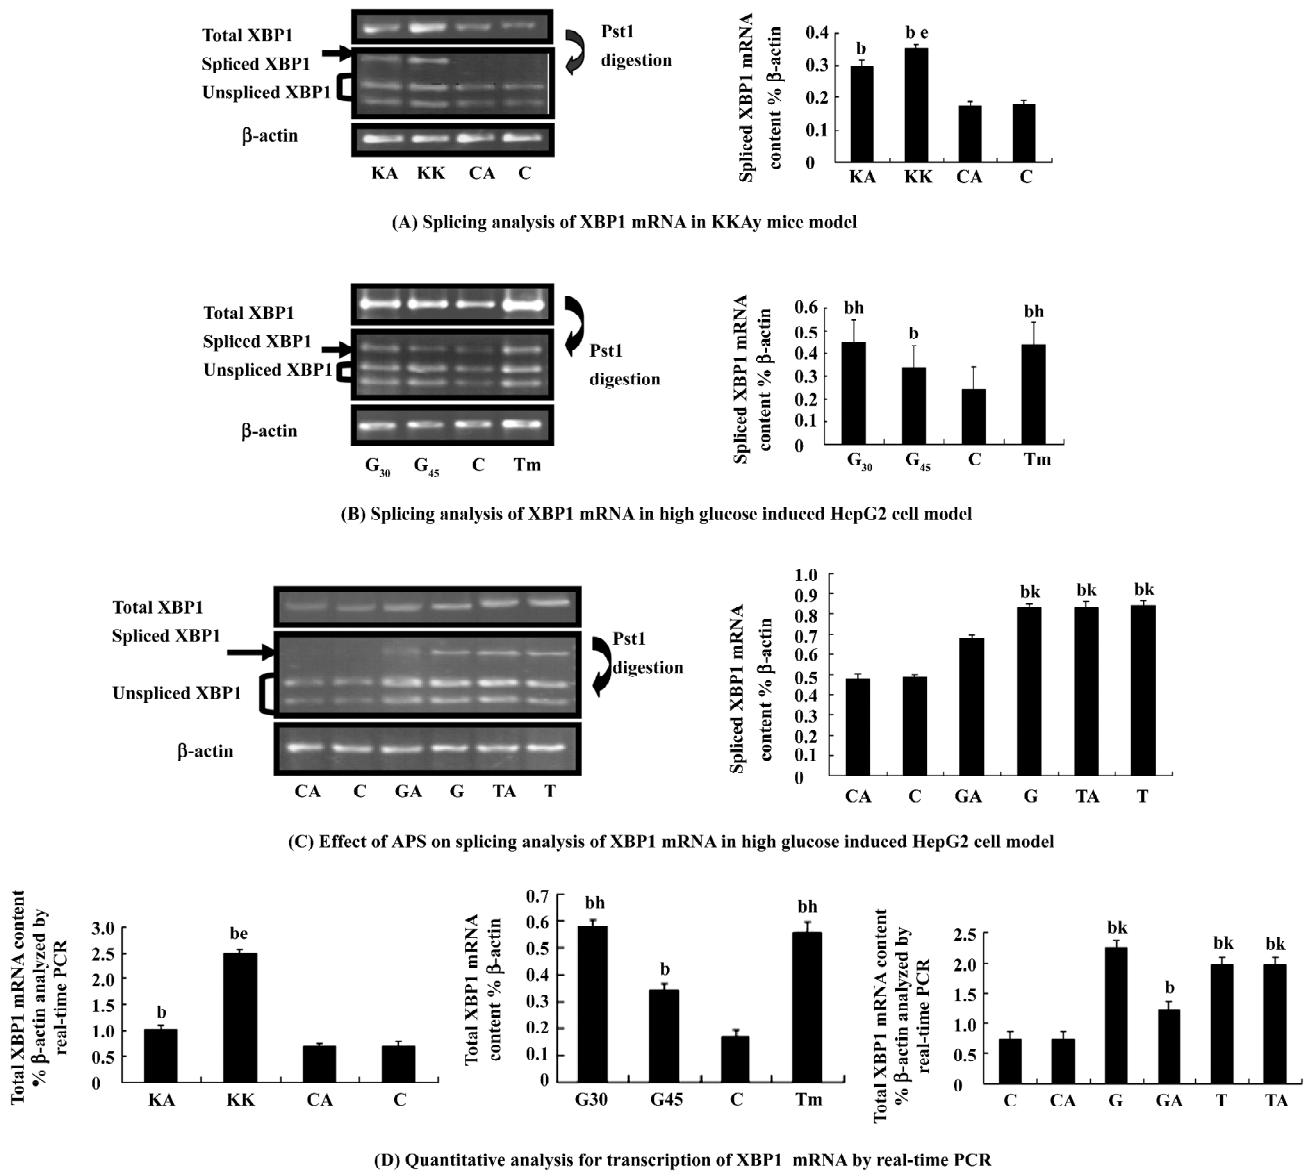 Total XBP1
Spliced XBP1
Unspliced XBP1
β-actin
Pst1
digestion
KA KK CA C
Spliced XBP1 mRNA
content % β-actin
0.4
0.3
0.2
0.1
0
b
b e
KA KK CA C
(A) Splicing analysis of XBP1 mRNA in KKAy mice model
Total XBP1
Spliced XBP1
Unspliced XBP1
β-actin
Pst1
digestion
G30 G45 C Tm
Spliced XBP1 mRNA
content % β-actin
0.6
0.5
0.4
0.3
0.2
0.1
0
bh
b
bh
G30 G45 C Tm
(B) Splicing analysis of XBP1 mRNA in high glucose induced HepG2 cell model
Total XBP1
Spliced XBP1
Unspliced XBP1
β-actin
Pst1
digestion
CA C GA G TA T
Spliced XBP1 mRNA
content % β-actin
1.0
0.9
0.8
0.7
0.6
0.5
0.4
0.3
0.2
0.1
0
bk bk bk
CA C GA G TA T
(C) Effect of APS on splicing analysis of XBP1 mRNA in high glucose induced HepG2 cell model
Total XBP1 mRNA content
% β-actin analyzed by
real-time PCR
3.0
2.5
2.0
1.5
1.0
0.5
0
b
be
KA KK CA C
Total XBP1 mRNA
content % β-actin
0.7
0.6
0.5
0.4
0.3
0.2
0.1
0
bh
b
bh
G30 G45 C Tm
Total XBP1 mRNA content
% β-actin analyzed by
real-time PCR
2.5
2.0
1.5
1.0
0.5
0
bk
b
bk bk
C CA G GA T TA
(D) Quantitative analysis for transcription of XBP1 mRNA by real-time PCR